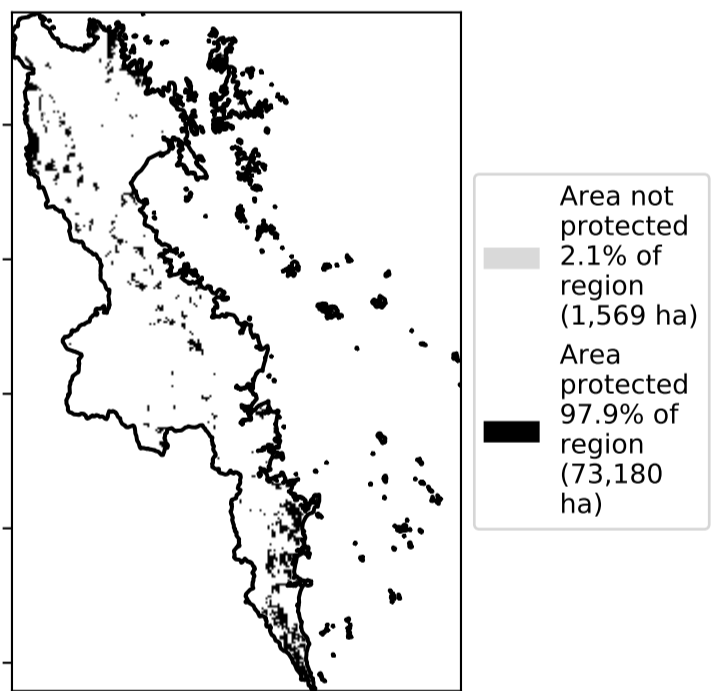 Area not
protected
2.1% of
region
(1,569 ha)
Area
protected
97.9% of
region
(73,180
ha)